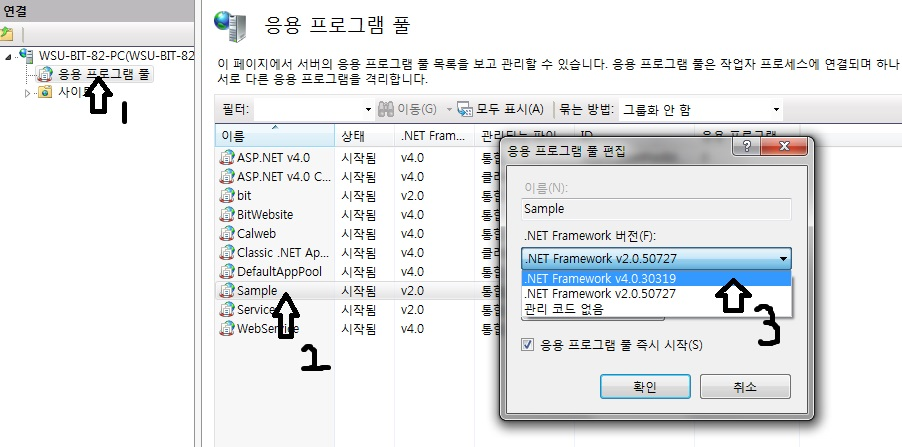 연결
WSU-BIT-82-PC(WSU-BIT-82
응용 프로그램 풀
사이트
1
응용 프로그램 풀
이 페이지에서 서버의 응용 프로그램 풀 목록을 보고 관리할 수 있습니다. 응용 프로그램 풀은 작업자 프로세스에 연결되며 하나
서로 다른 응용 프로그램을 격리합니다.
필터: 이동(G) 모두 표시(A) 묶는 방법: 그룹화 안 함
이름 상태 .NET Fram... 관리되는 파이 ID 응용 프로그램
ASP.NET v4.0 시작됨 v4.0 통합
ASP.NET v4.0 C... 시작됨 v4.0 클라
bit 시작됨 v2.0 통합
BitWebsite 시작됨 v4.0 통합
Calweb 시작됨 v4.0 통합
Classic .NET Ap... 시작됨 v4.0 클라
DefaultAppPool 시작됨 v4.0 통합
Sample 시작됨 v2.0 통합
Service 시작됨 v2.0 통합
WebService 시작됨 v4.0 통합
2
응용 프로그램 풀 편집
이름(N):
Sample
.NET Framework 버전(F):
.NET Framework v2.0.50727
.NET Framework v4.0.30319
.NET Framework v2.0.50727
관리 코드 없음
3
응용 프로그램 풀 즉시 시작(S)
확인 취소